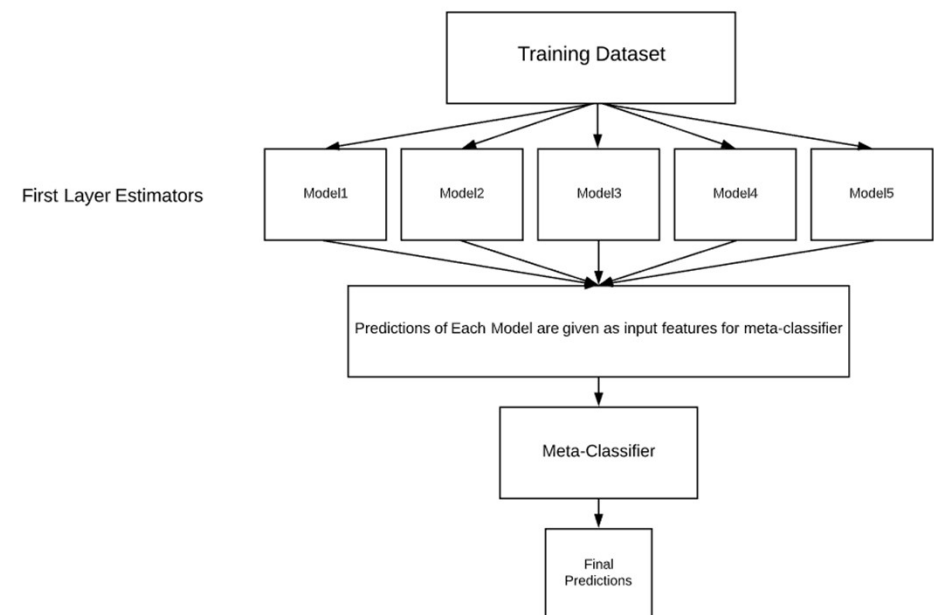 Training Dataset
First Layer Estimators
Model1
Model2
Model3
Model4
Model5
Predictions of Each Model are given as input features for meta-classifier
Meta-Classifier
Final
Predictions